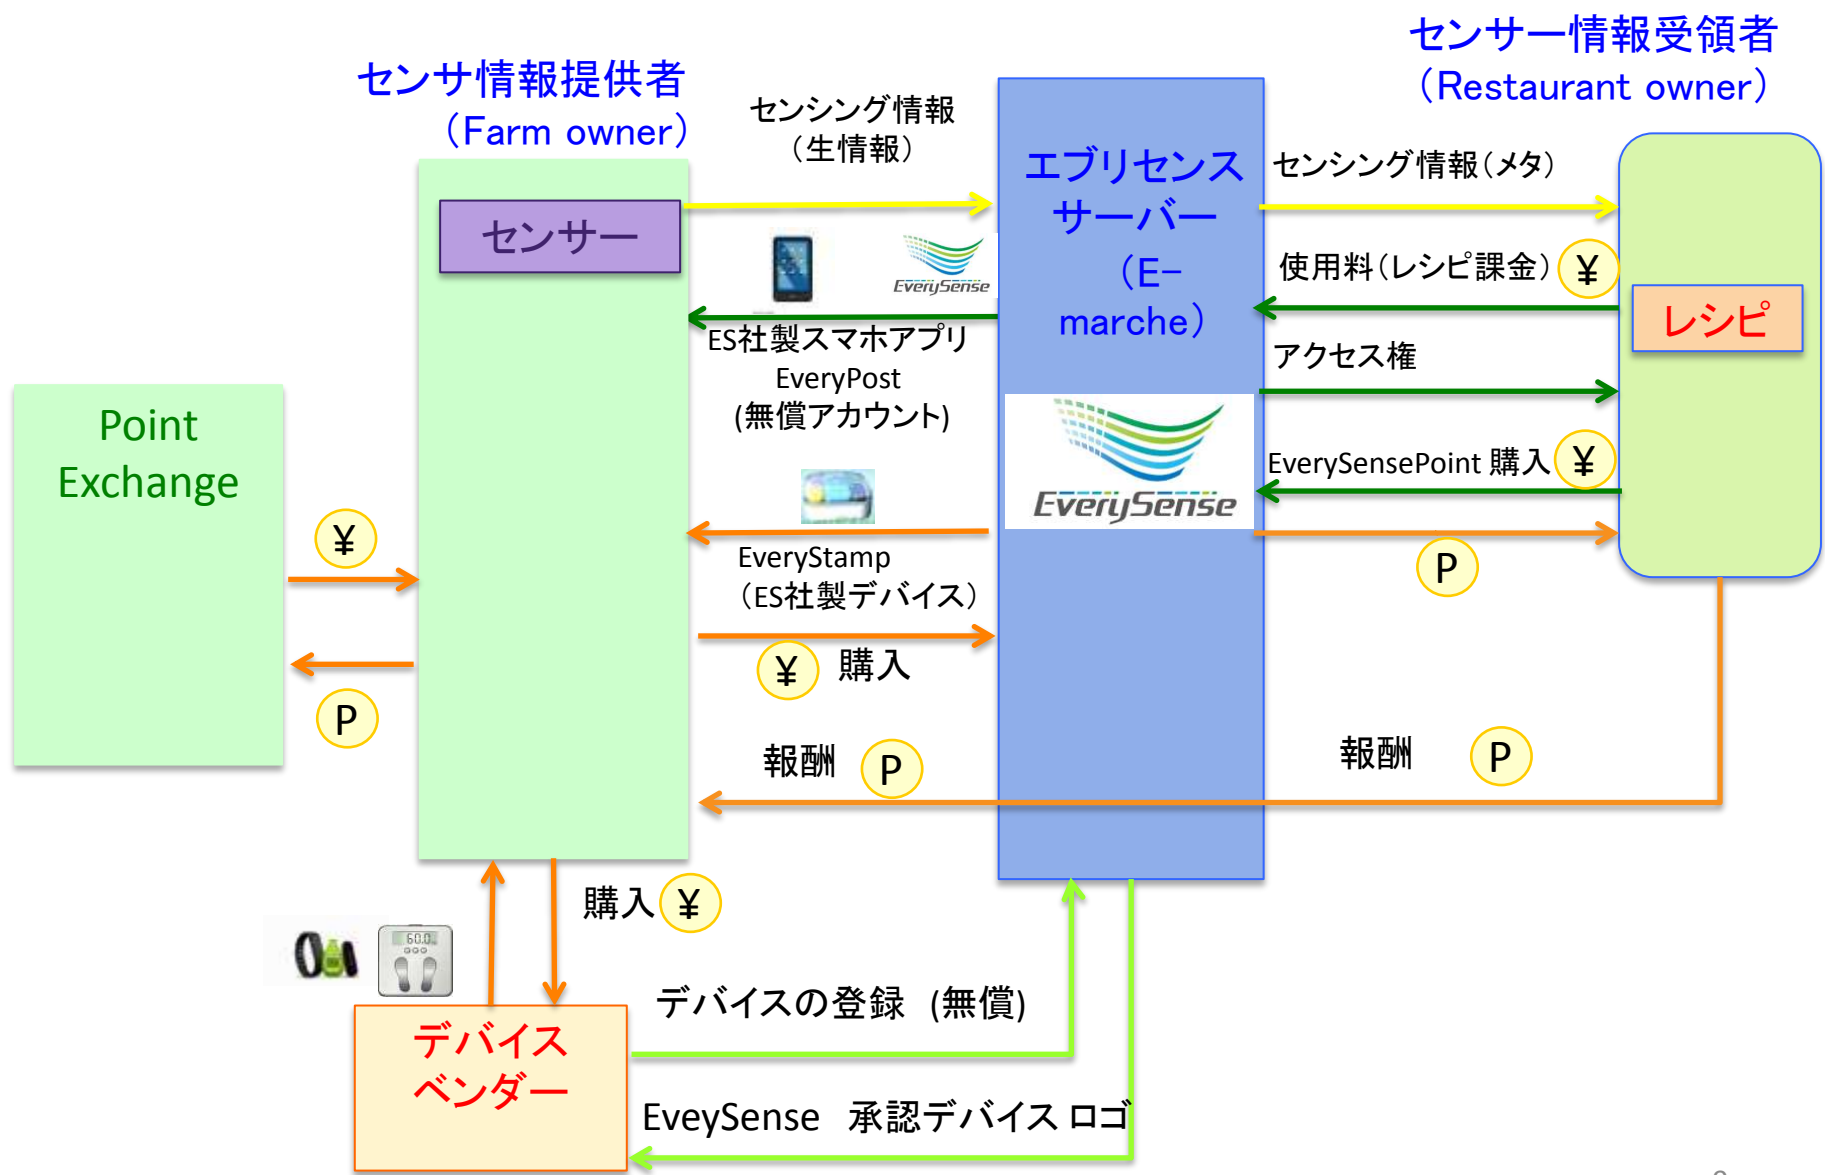 センサー情報受領者
（Restaurant owner）
センサ情報提供者
（Farm owner）
センシング情報
（生情報）
エブリセンス
サーバー
（E-
marche）
センシング情報（メタ）
センサー
EverySense
使用料（レシピ課金）
¥
レシピ
ES社製スマホアプリ
EveryPost
(無償アカウント)
アクセス権
Point
Exchange
EverySense
EverySensePoint 購入
¥
¥
EveryStamp
（ES社製デバイス）
P
¥
購入
P
報酬
P
報酬
P
購入
¥
60.0
デバイスの登録 (無償)
デバイス
ベンダー
EveySense 承認デバイス ロゴ